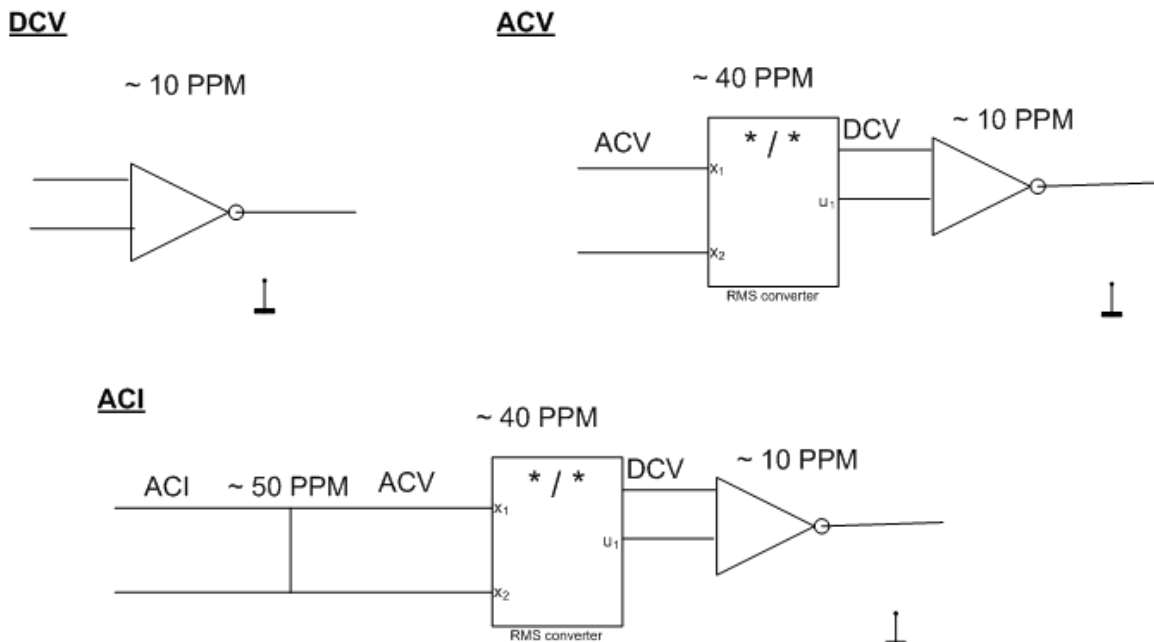 DCV
~ 10 PPM
ACV
~ 40 PPM
ACV
* / *
DCV
~ 10 PPM
x₁
u₁
x₂
RMS converter
ACI
~ 40 PPM
ACI
~ 50 PPM
ACV
* / *
DCV
~ 10 PPM
x₁
u₁
x₂
RMS converter